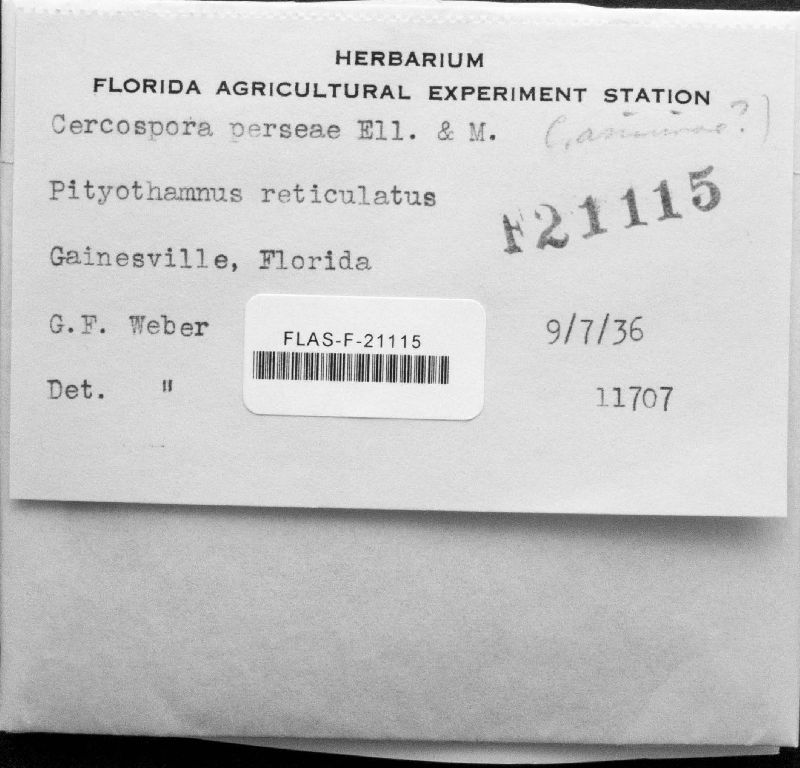 HERBARIUM
FLORIDA AGRICULTURAL EXPERIMENT STATION
Cercospora perseae Ell. & M. (C. asiminae?)
Pityothamnus reticulatus
F21115
Gainesville, Florida
G.F. Weber
FLAS-F-21115
9/7/36
Det. "
11707